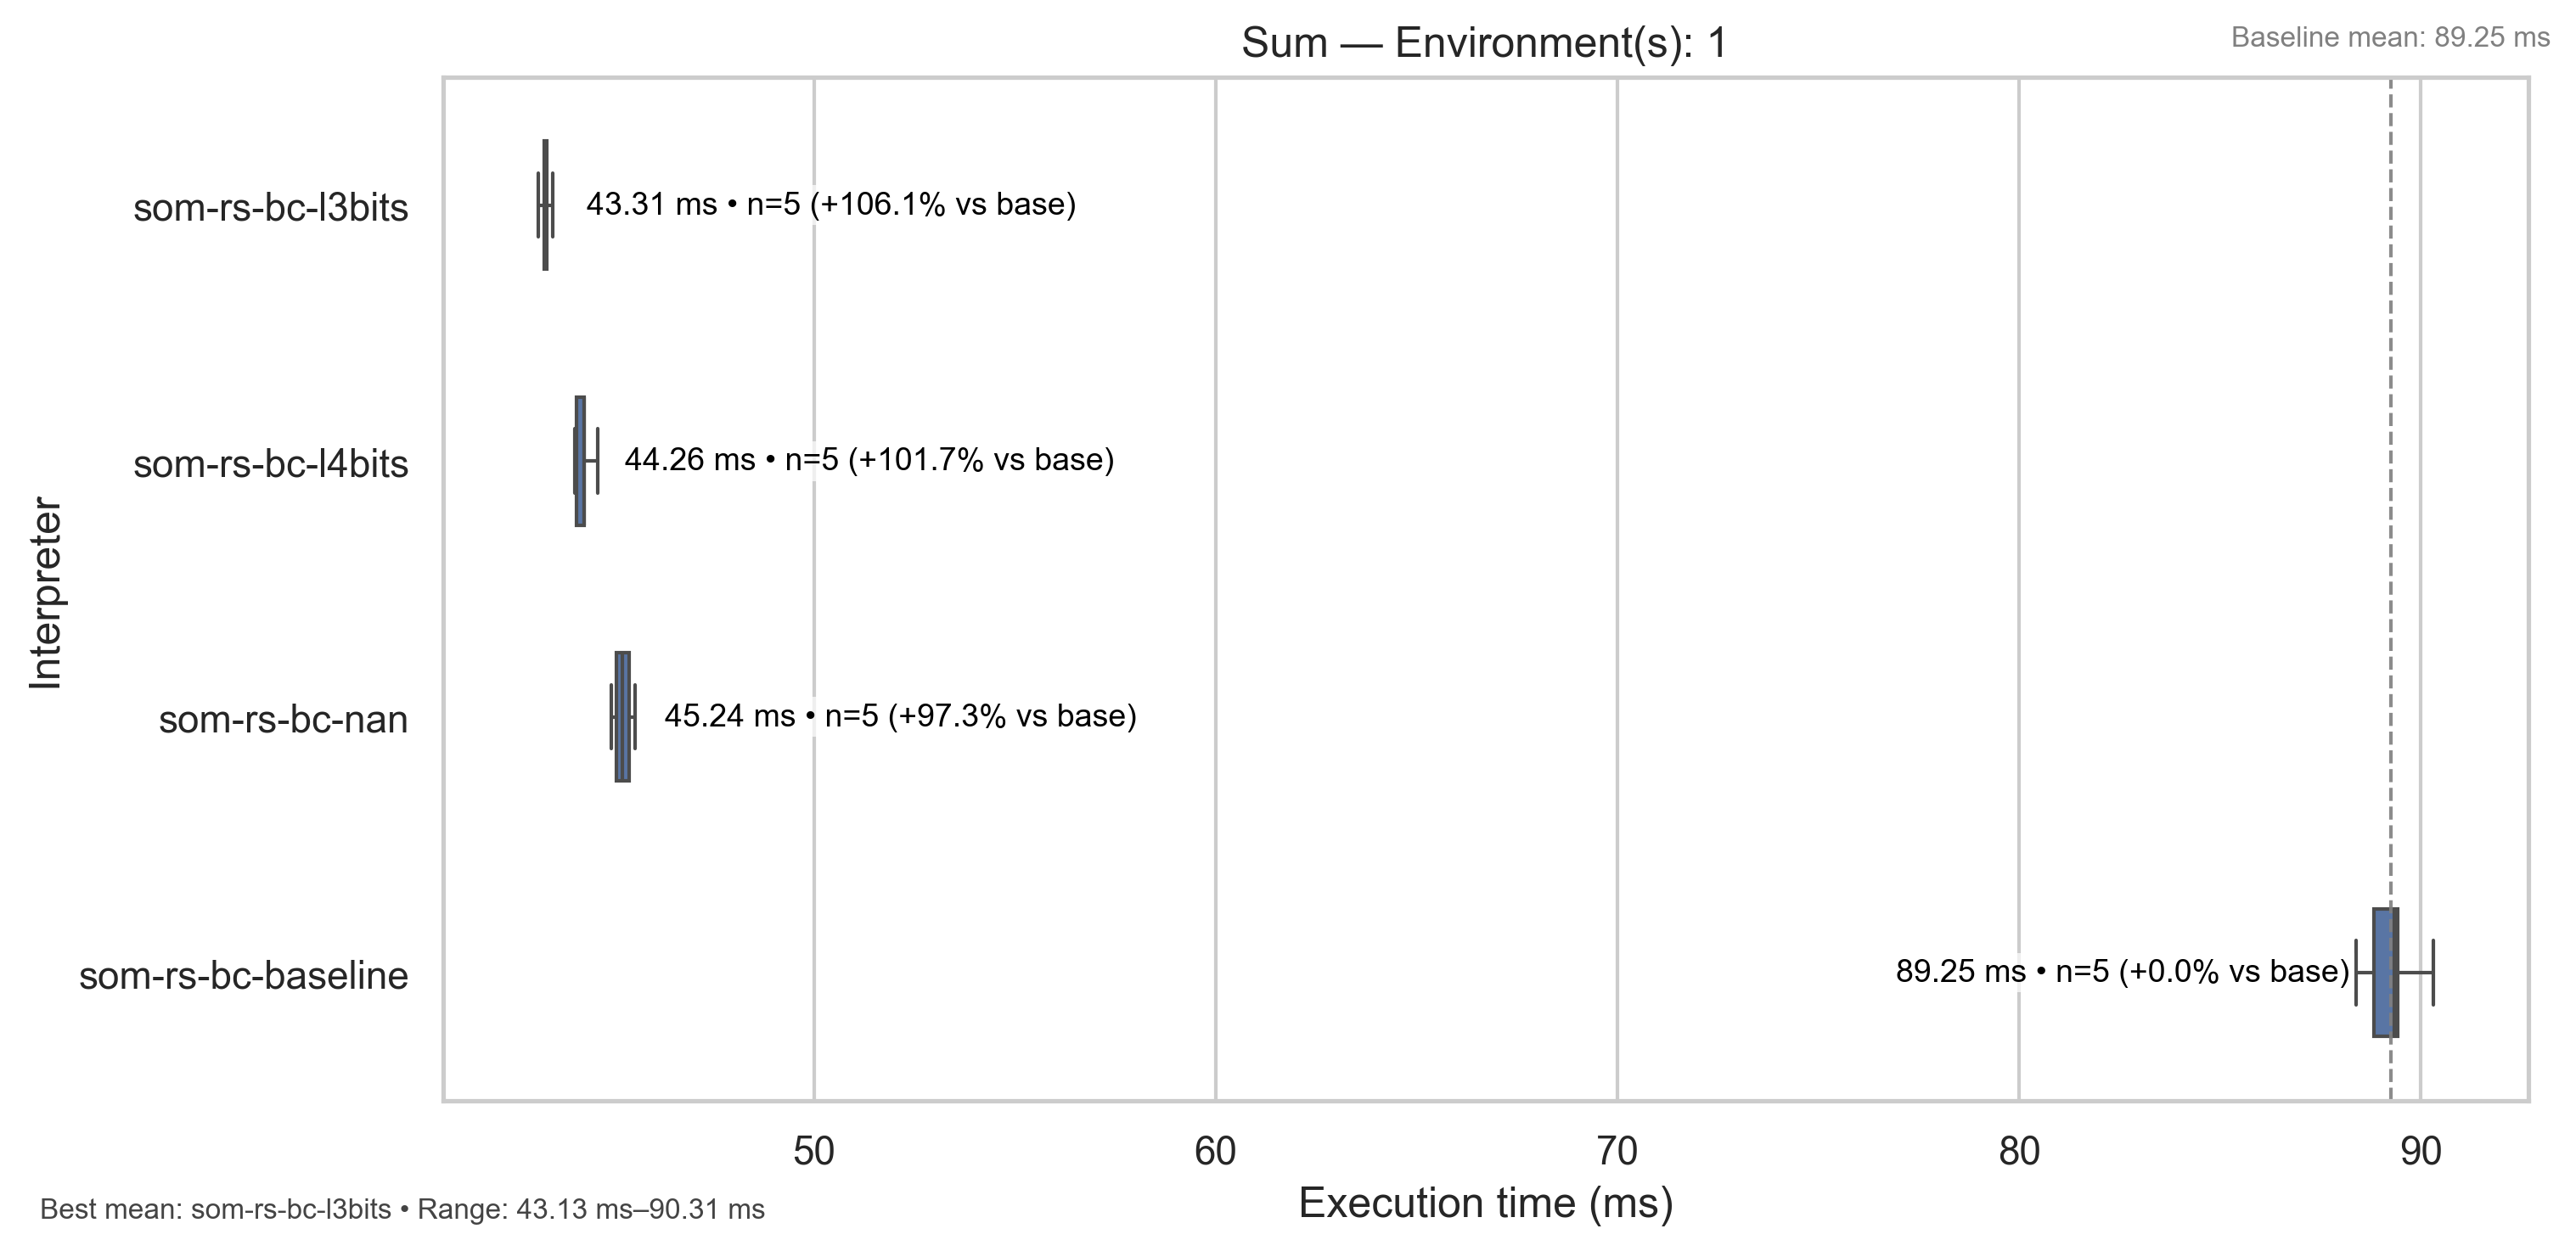 Sum — Environment(s): 1
Baseline mean: 89.25 ms
Interpreter
som-rs-bc-l3bits
43.31 ms • n=5 (+106.1% vs base)
som-rs-bc-l4bits
44.26 ms • n=5 (+101.7% vs base)
som-rs-bc-nan
45.24 ms • n=5 (+97.3% vs base)
som-rs-bc-baseline
89.25 ms • n=5 (+0.0% vs base)
50 60 70 80 90
Execution time (ms)
Best mean: som-rs-bc-l3bits • Range: 43.13 ms–90.31 ms